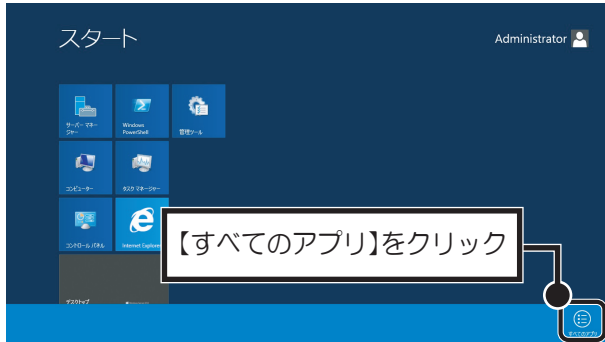 スタート
Administrator
サーバー マネー
ジャー
Windows
PowerShell
管理ツール
コンピューター
タスク マネージャー
コントロール パネル
Internet Explorer
【すべてのアプリ】をクリック
デスクトップ
すべてのアプリ